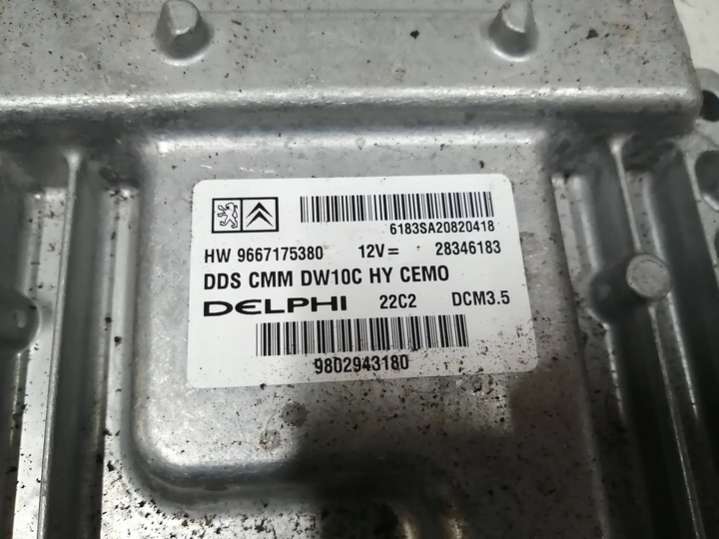 6183SA20820418
HW 9667175380 12V= 28346183
DDS CMM DW10C HY CEMO
DELPHI 22C2 DCM3.5
9802943180